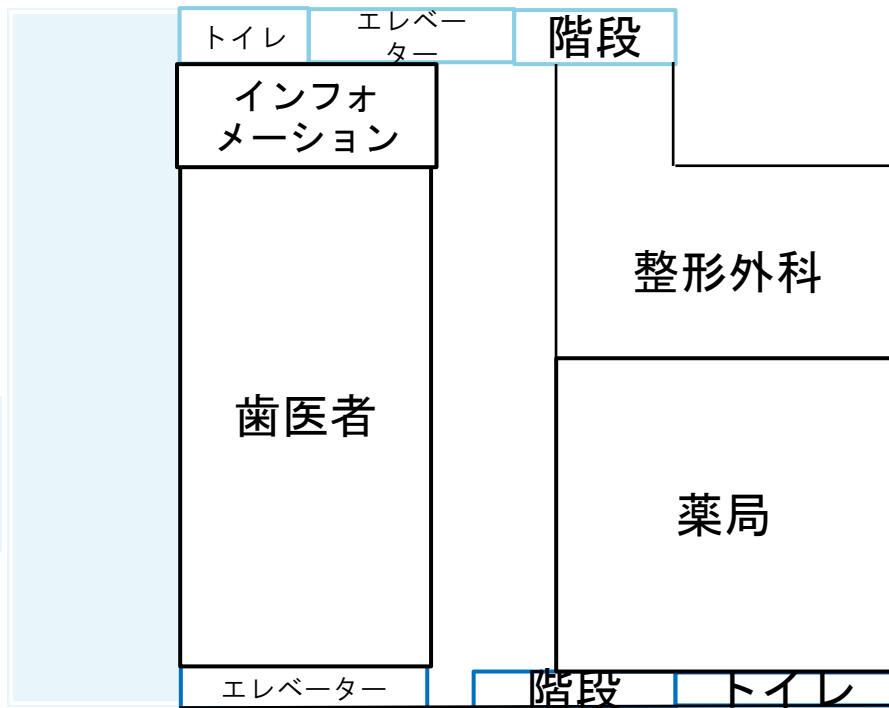 トイレ
エレベー
ター
階段
インフォ
メーション
整形外科
歯医者
薬局
エレベーター
階段
トイレ